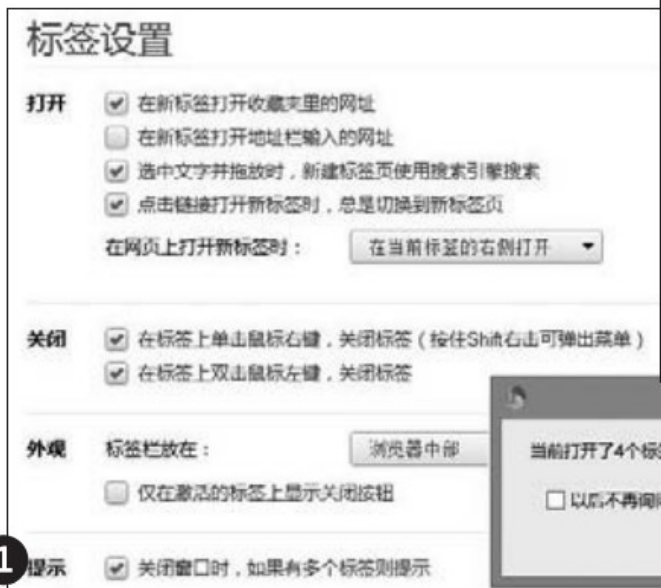 标签设置
打开
在新标签打开收藏夹里的网址
在新标签打开地址栏输入的网址
选中文字并拖放时，新建标签页使用搜索引擎搜索
点击链接打开新标签时，总是切换到新标签页
在网页上打开新标签时：
在当前标签的右侧打开
关闭
在标签上单击鼠标右键，关闭标签（按住Shift右击可弹出菜单）
在标签上双击鼠标左键，关闭标签
外观
标签栏放在：
浏览器中部
当前打开了4个标签
仅在激活的标签上显示关闭按钮
以后不再询问
1
提示
关闭窗口时，如果有多个标签则提示